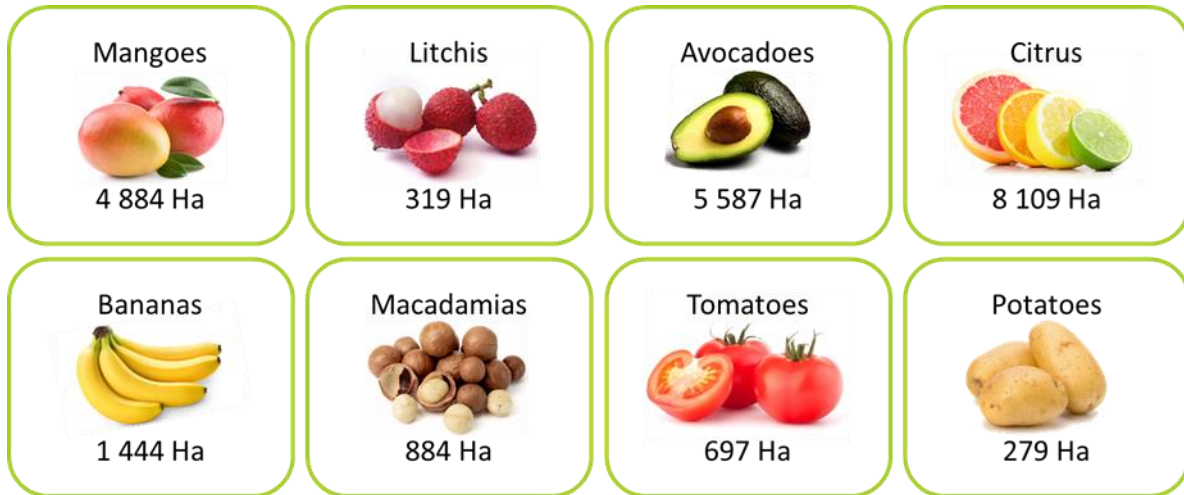 Mangoes
4 884 Ha
Litchis
319 Ha
Avocadoes
5 587 Ha
Citrus
8 109 Ha
Bananas
1 444 Ha
Macadamias
884 Ha
Tomatoes
697 Ha
Potatoes
279 Ha